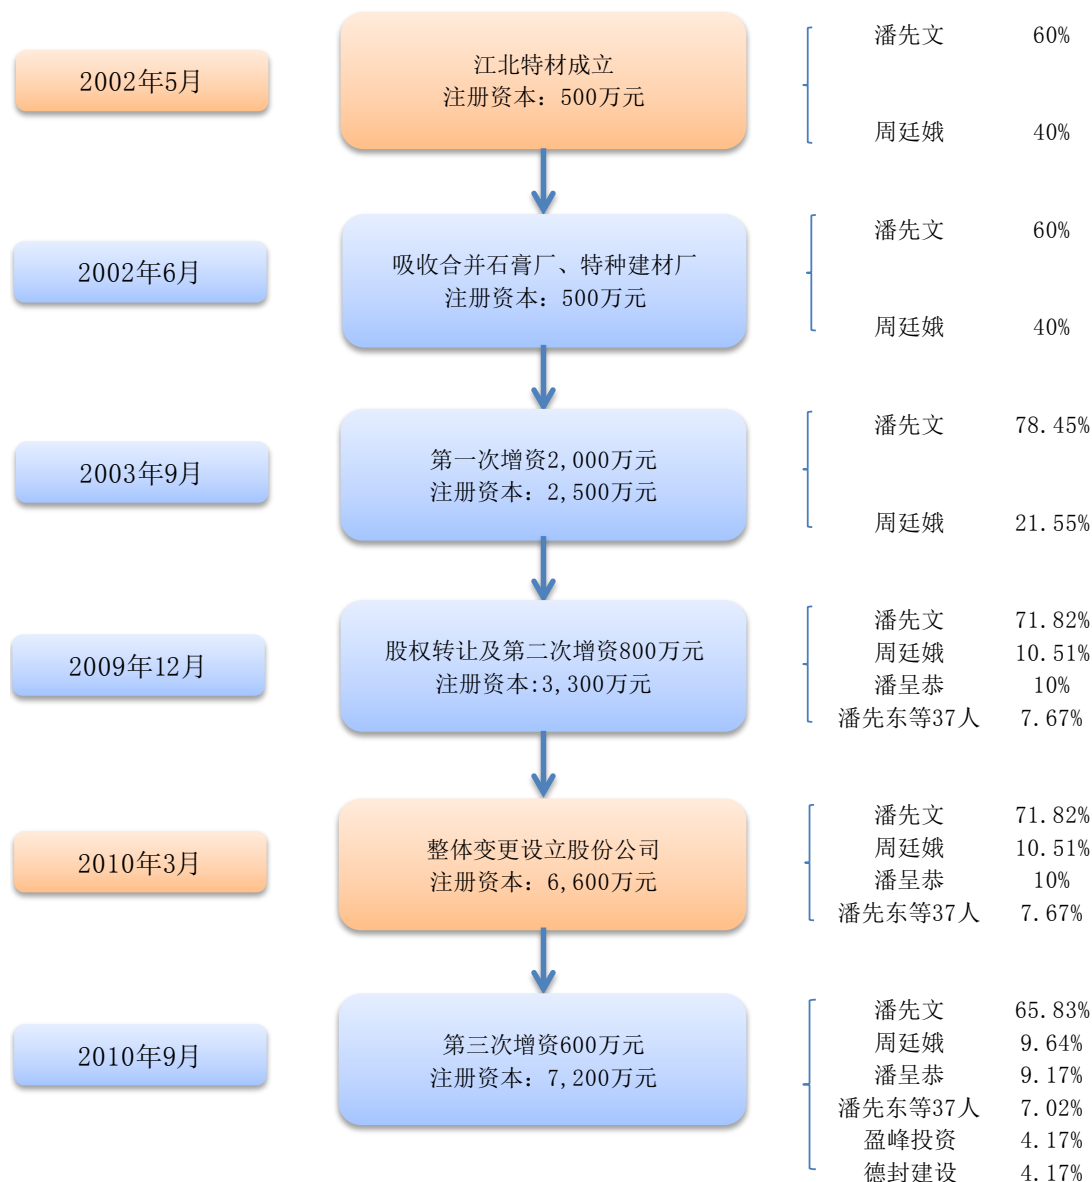 2002年5月
江北特材成立
注册资本：500万元
潘先文 60%
周廷娥 40%
2002年6月
吸收合并石膏厂、特种建材厂
注册资本：500万元
潘先文 60%
周廷娥 40%
2003年9月
第一次增资2,000万元
注册资本：2,500万元
潘先文 78.45%
周廷娥 21.55%
2009年12月
股权转让及第二次增资800万元
注册资本:3,300万元
潘先文 71.82%
周廷娥 10.51%
潘呈恭 10%
潘先东等37人 7.67%
2010年3月
整体变更设立股份公司
注册资本：6,600万元
潘先文 71.82%
周廷娥 10.51%
潘呈恭 10%
潘先东等37人 7.67%
2010年9月
第三次增资600万元
注册资本：7,200万元
潘先文 65.83%
周廷娥 9.64%
潘呈恭 9.17%
潘先东等37人 7.02%
盈峰投资 4.17%
德封建设 4.17%